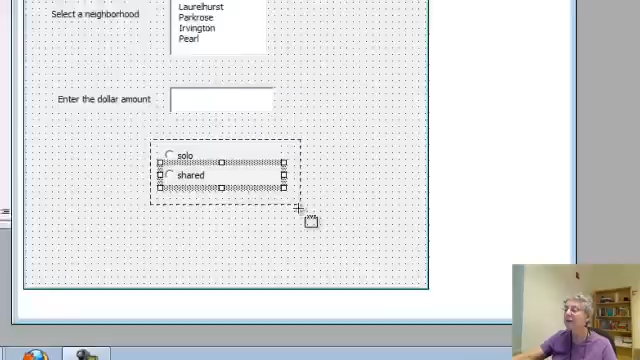 Laurelhurst
Select a neighborhood
Parkrose
Irvington
Pearl
Enter the dollar amount
solo
shared